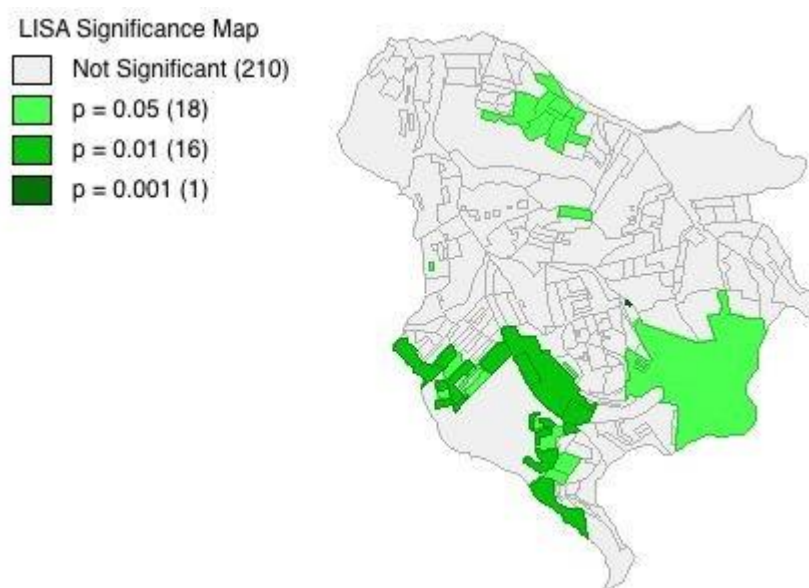 LISA Significance Map
Not Significant (210)
p = 0.05 (18)
p = 0.01 (16)
p = 0.001 (1)